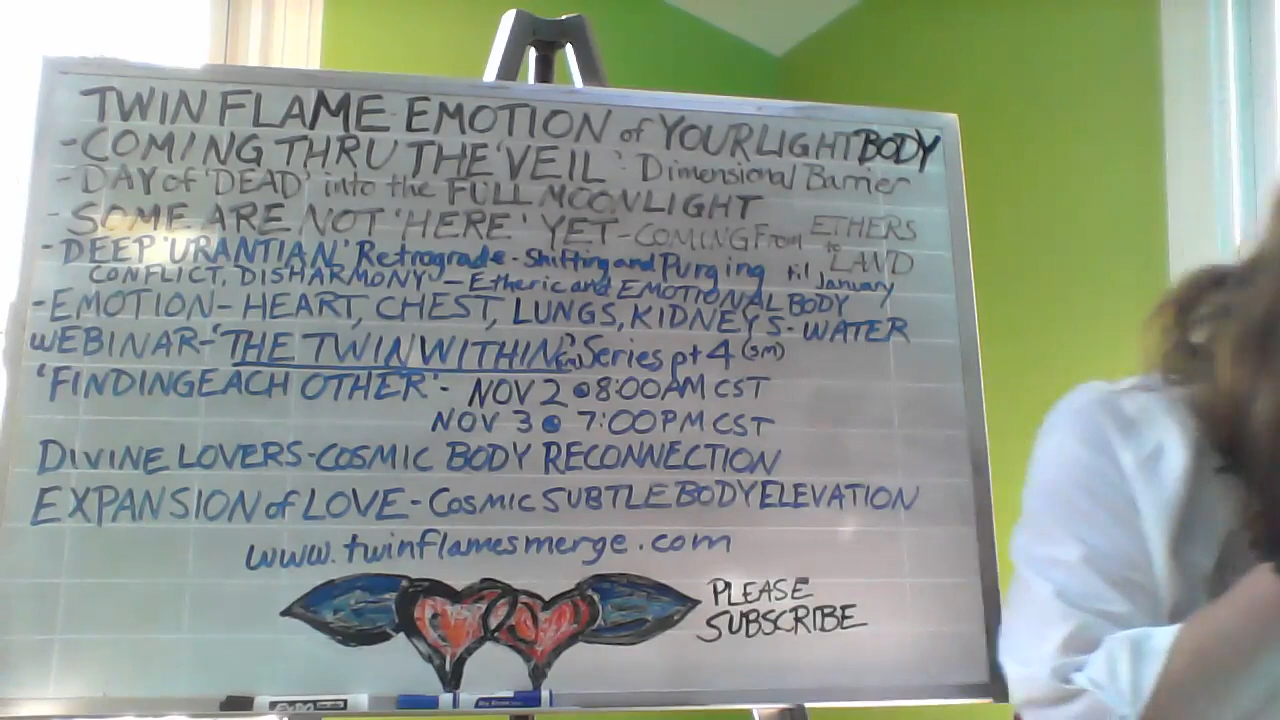 TWIN FLAME EMOTION of YOUR LIGHT BODY
-COMING THRU THE 'VEIL': Dimensional Barrier
-DAY of 'DEAD' into the FULL MOONLIGHT
-SOME ARE NOT 'HERE' YET-COMING From ETHERS to LAND
-DEEP 'URANTIAN' Retrograde-Shifting and Purging til January
CONFLICT, DISHARMONY-Etheric and EMOTIONAL BODY
-EMOTION-HEART, CHEST, LUNGS, KIDNEYS-WATER
WEBINAR-'THE TWIN WITHIN' Series pt 4 (sm)
'FINDING EACH OTHER'- NOV 2 @ 8:00AM CST
NOV 3 @ 7:00PM CST
DIVINE LOVERS-COSMIC BODY RECONNECTION
EXPANSION of LOVE-COSMIC SUBTLE BODY ELEVATION
www.twinflamesmerge.com
PLEASE
SUBSCRIBE